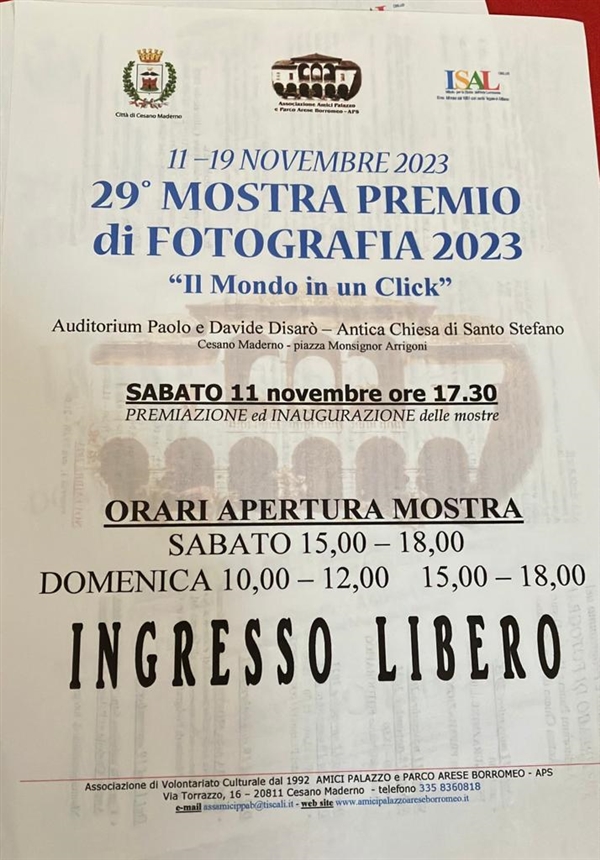 ISAL
Città di Cesano Maderno
Associazione Amici Palazzo
e Parco Arese Borromeo - APS
11 –19 NOVEMBRE 2023
29° MOSTRA PREMIO
di FOTOGRAFIA 2023
“Il Mondo in un Click”
Auditorium Paolo e Davide Disarò – Antica Chiesa di Santo Stefano
Cesano Maderno - piazza Monsignor Arrigoni
SABATO 11 novembre ore 17.30
PREMIAZIONE ed INAUGURAZIONE delle mostre
ORARI APERTURA MOSTRA
SABATO 15,00 – 18,00
DOMENICA 10,00 – 12,00 15,00 – 18,00
INGRESSO LIBERO
Associazione di Volontariato Culturale dal 1992 AMICI PALAZZO e PARCO ARESE BORROMEO - APS
Via Torrazzo, 16 – 20811 Cesano Maderno - telefono 335 8360818
e-mail assamicippab@tiscali.it - web site www.amicipalazzoareseborromeo.it